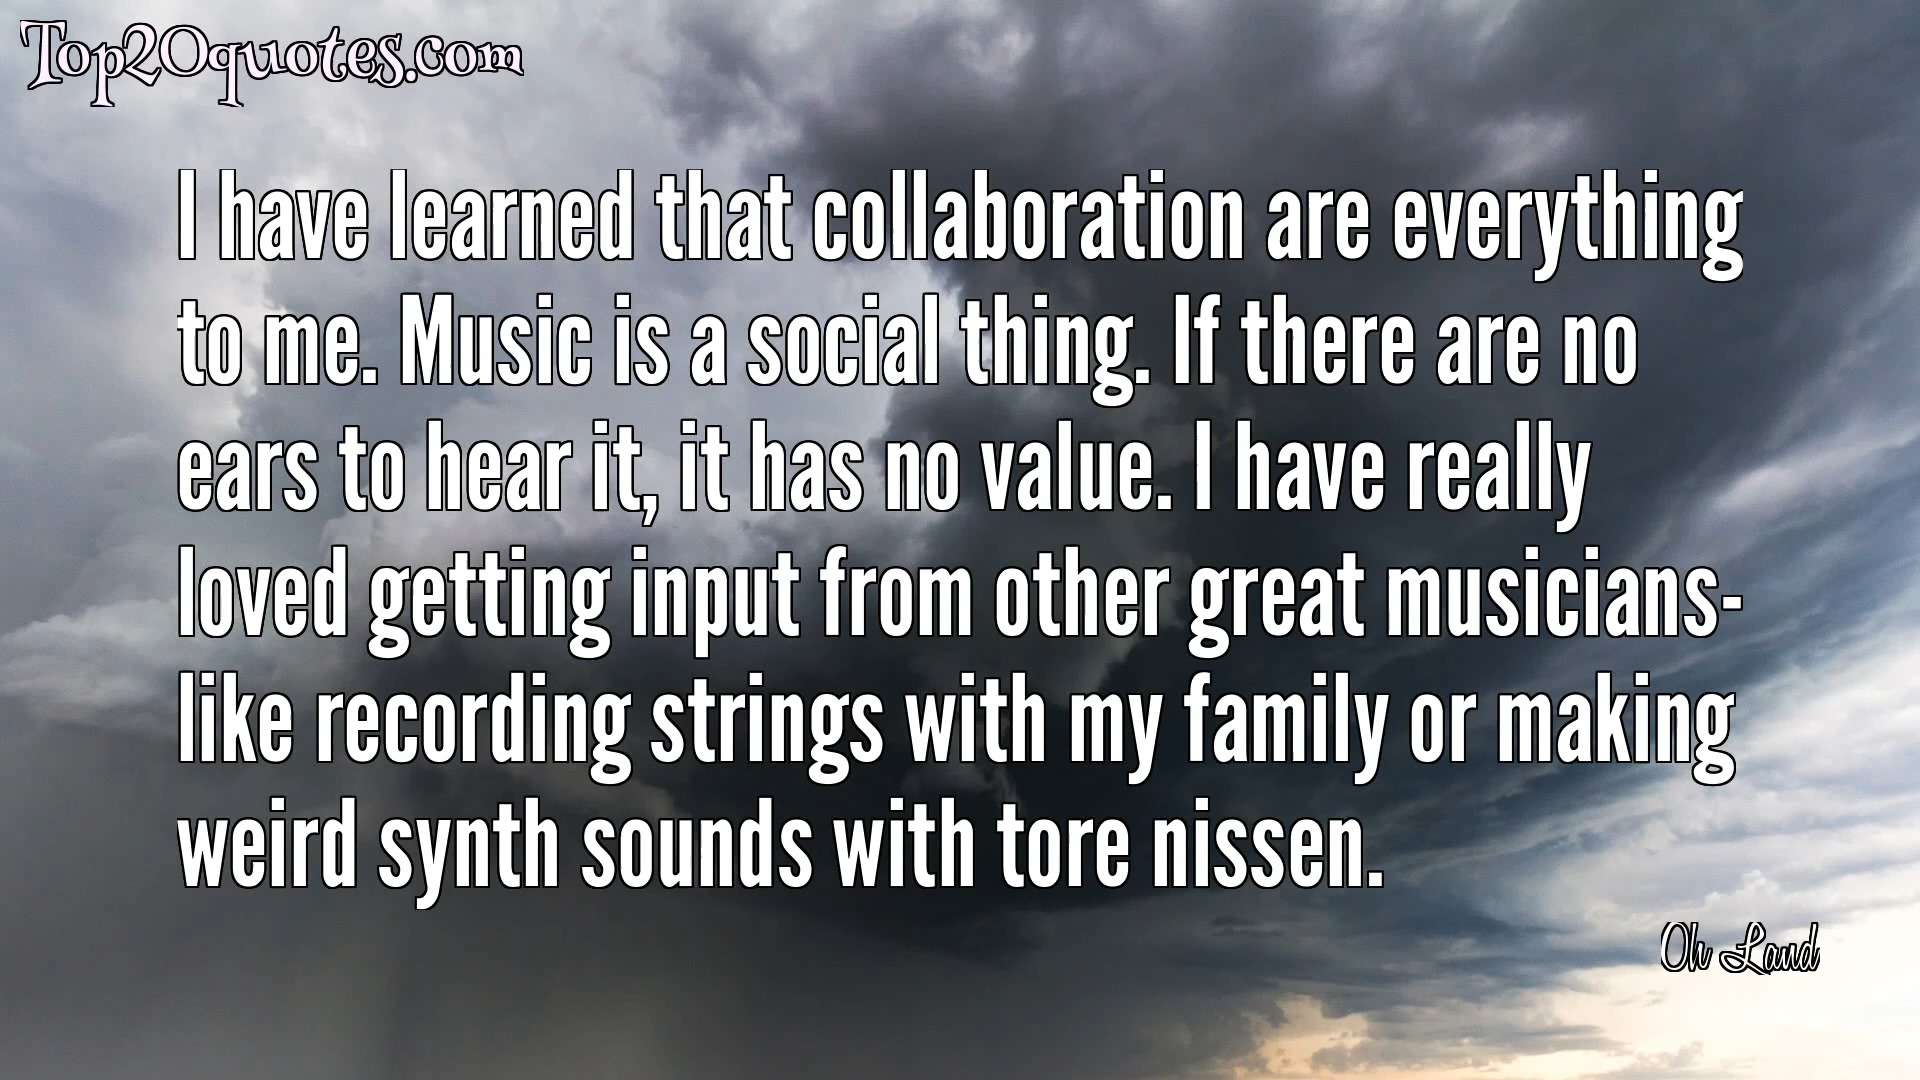 Top20quotes.com
I have learned that collaboration are everything
to me. Music is a social thing. If there are no
ears to hear it, it has no value. I have really
loved getting input from other great musicians-
like recording strings with my family or making
weird synth sounds with tore nissen.
Oh Land